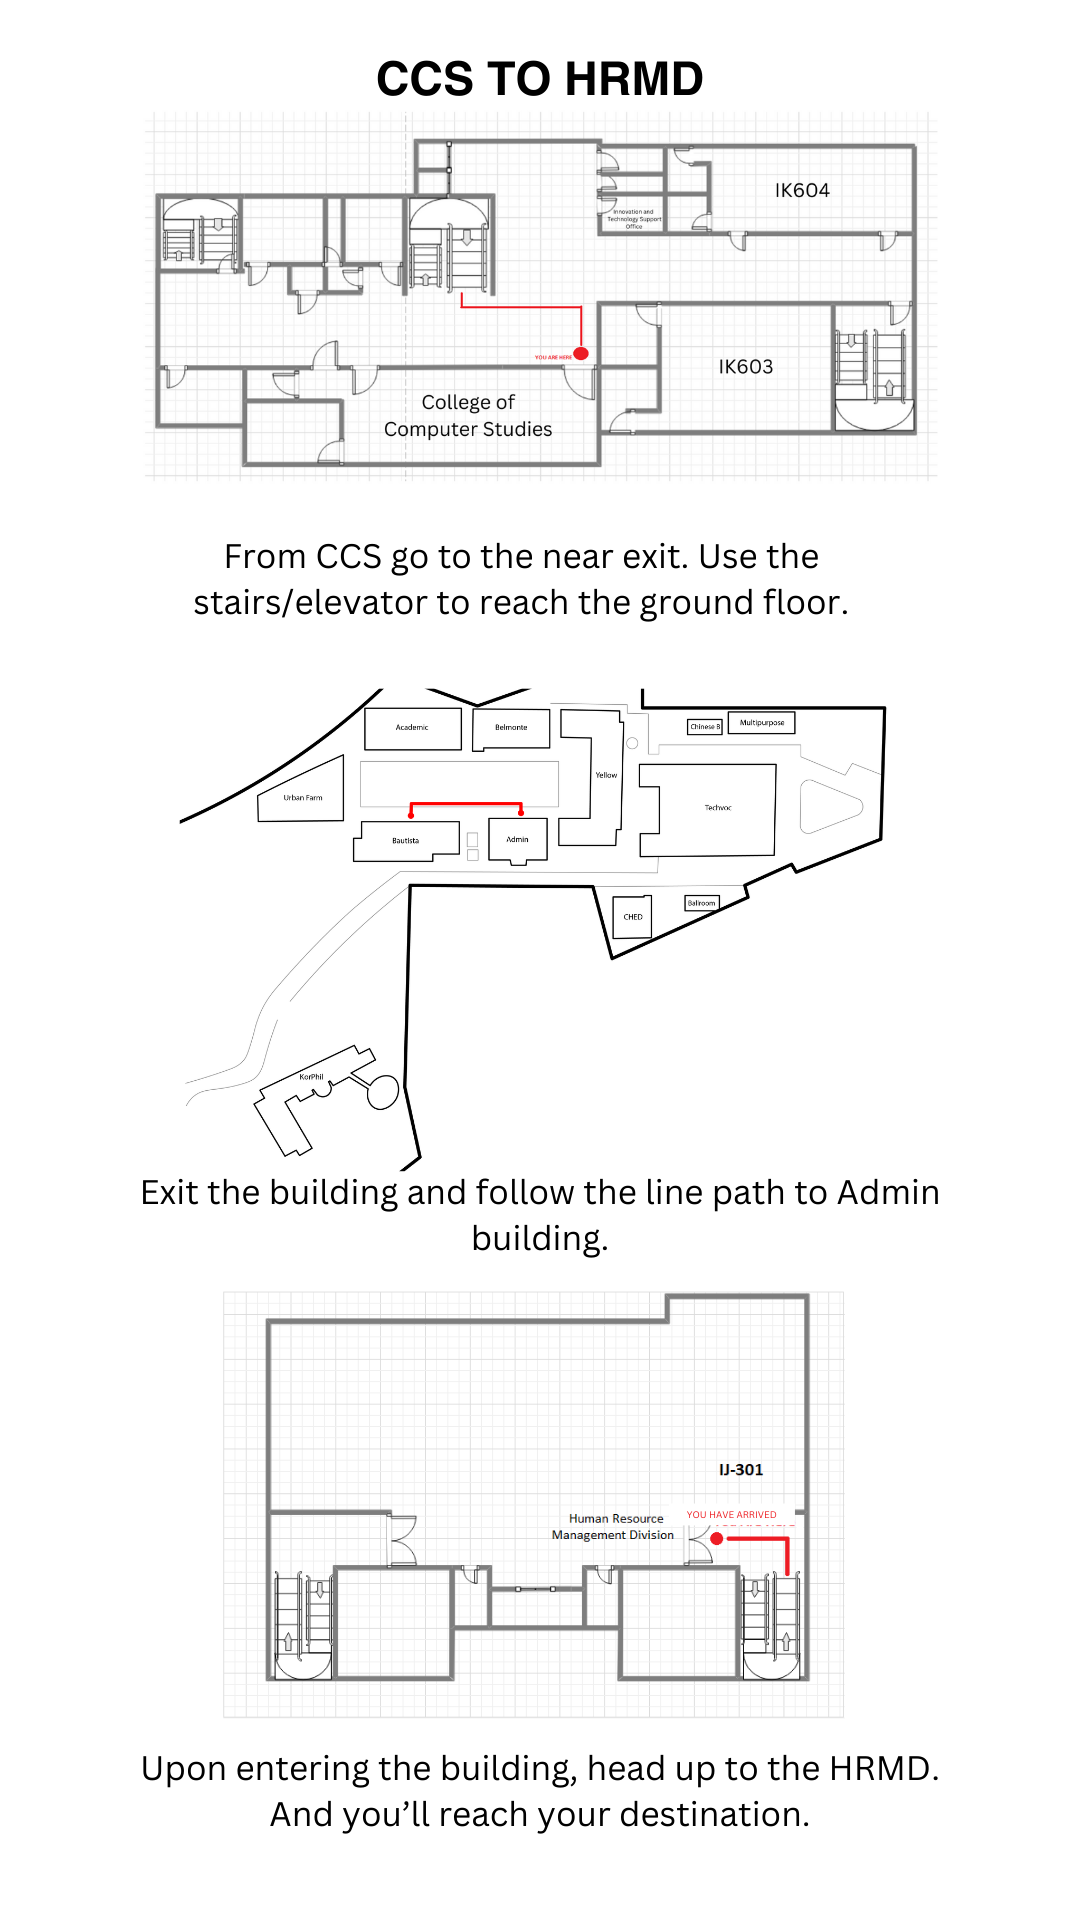 CCS TO HRMD
IK604
Innovation and
Technology Support
Office
YOU ARE HERE
IK603
College of
Computer Studies
From CCS go to the near exit. Use the
stairs/elevator to reach the ground floor.
Academic
Belmonte
Chinese B
Multipurpose
Yellow
Urban Farm
Techvoc
Bautista
Admin
CHED
Ballroom
KorPhil
Exit the building and follow the line path to Admin
building.
IJ-301
YOU HAVE ARRIVED
Human Resource
Management Division
Upon entering the building, head up to the HRMD.
And you’ll reach your destination.